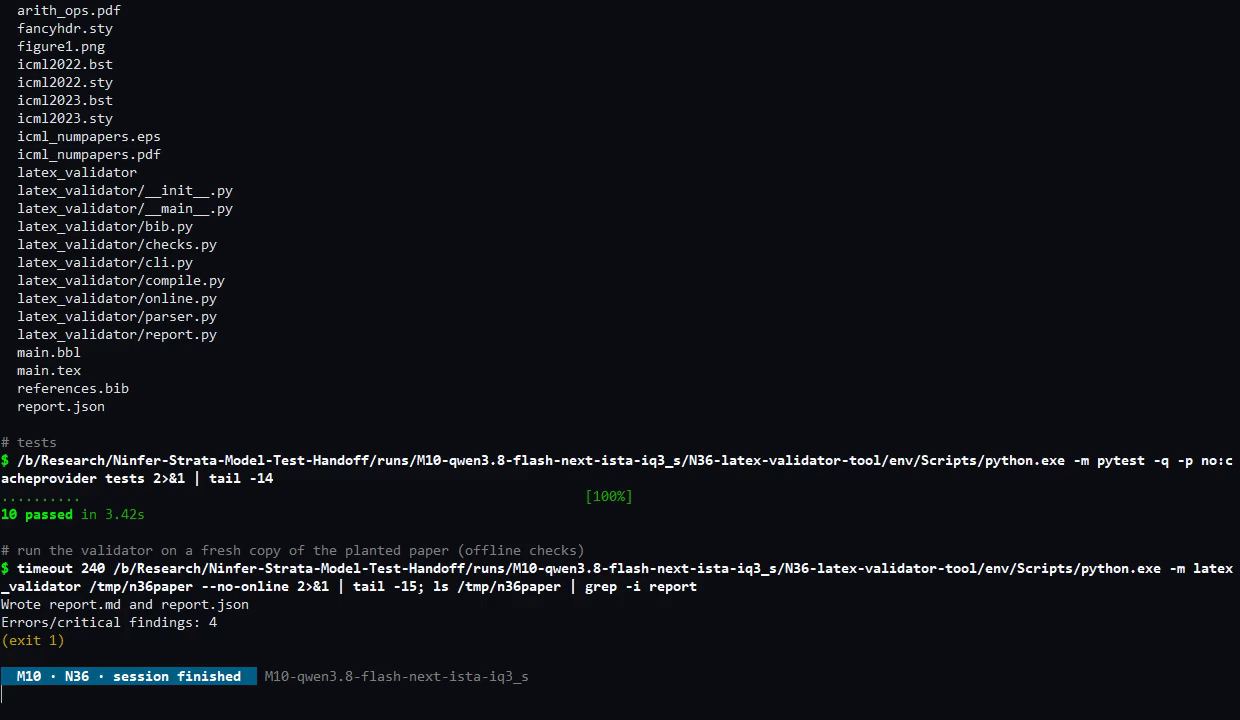 arith_ops.pdf
fancyhdr.sty
figure1.png
icml2022.bst
icml2022.sty
icml2023.bst
icml2023.sty
icml_numpapers.eps
icml_numpapers.pdf
latex_validator
latex_validator/__init__.py
latex_validator/__main__.py
latex_validator/bib.py
latex_validator/checks.py
latex_validator/cli.py
latex_validator/compile.py
latex_validator/online.py
latex_validator/parser.py
latex_validator/report.py
main.bbl
main.tex
references.bib
report.json
# tests
$ /b/Research/Ninfer-Strata-Model-Test-Handoff/runs/M10-qwen3.8-flash-next-ista-iq3_s/N36-latex-validator-tool/env/Scripts/python.exe -m pytest -q -p no:c
acheprovider tests 2>&1 | tail -14
.......... [100%]
10 passed in 3.42s
# run the validator on a fresh copy of the planted paper (offline checks)
$ timeout 240 /b/Research/Ninfer-Strata-Model-Test-Handoff/runs/M10-qwen3.8-flash-next-ista-iq3_s/N36-latex-validator-tool/env/Scripts/python.exe -m latex
_validator /tmp/n36paper --no-online 2>&1 | tail -15; ls /tmp/n36paper | grep -i report
Wrote report.md and report.json
Errors/critical findings: 4
(exit 1)
M10 · N36 · session finished M10-qwen3.8-flash-next-ista-iq3_s